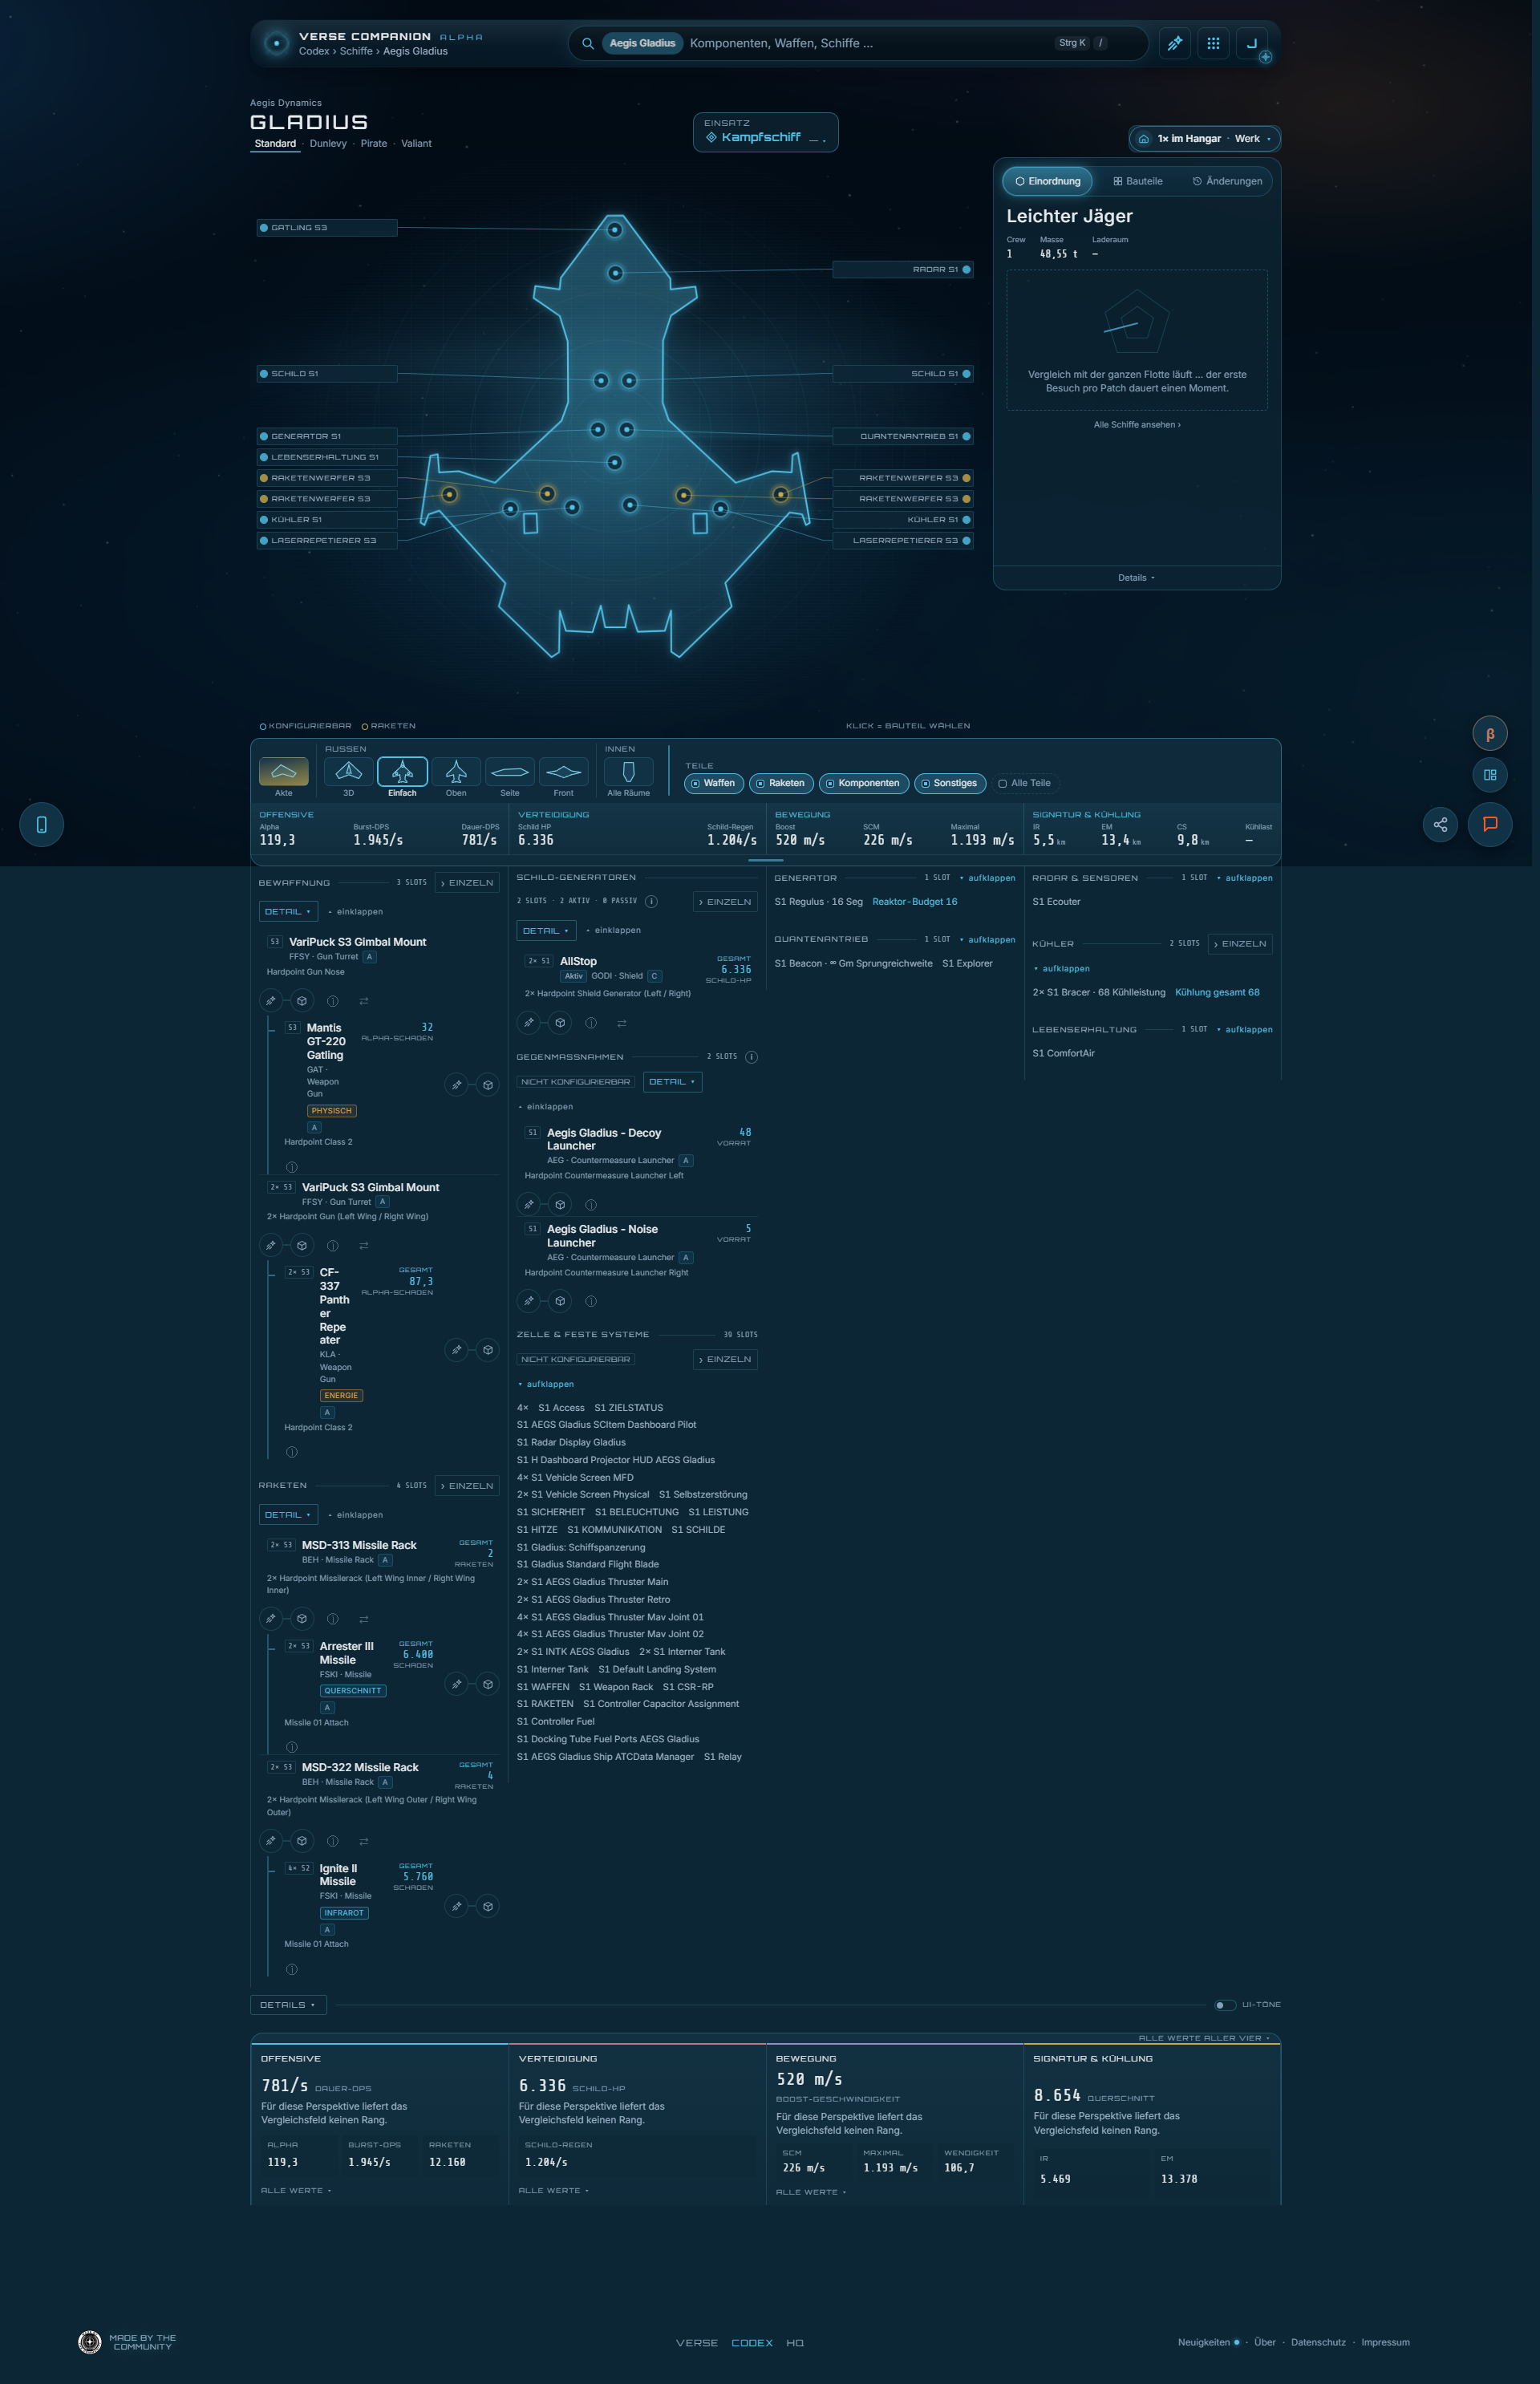 VERSE COMPANION ALPHA
Codex › Schiffe › Aegis Gladius
Aegis Gladius Komponenten, Waffen, Schiffe ... Strg K /
Aegis Dynamics
GLADIUS
Standard · Dunlevy · Pirate · Valiant
EINSATZ
Kampfschiff
1× im Hangar · Werk
Einordnung Bauteile Änderungen
Leichter Jäger
Crew Masse Laderaum
1 48,55 t –
Vergleich mit der ganzen Flotte läuft ... der erste
Besuch pro Patch dauert einen Moment.
Alle Schiffe ansehen ›
Details
GATLING S3
RADAR S1
SCHILD S1
SCHILD S1
GENERATOR S1
QUANTENANTRIEB S1
LEBENSERHALTUNG S1
RAKETENWERFER S3
RAKETENWERFER S3
RAKETENWERFER S3
RAKETENWERFER S3
KÜHLER S1
KÜHLER S1
LASERREPETIERER S3
LASERREPETIERER S3
KONFIGURIERBAR RAKETEN
KLICK = BAUTEIL WÄHLEN
AUSSEN
INNEN
TEILE
Akte 3D Einfach Oben Seite Front Alle Räume
Waffen Raketen Komponenten Sonstiges Alle Teile
β
OFFENSIVE
Alpha Burst-DPS Dauer-DPS
119,3 1.945/s 781/s
VERTEIDIGUNG
Schild HP Schild-Regen
6.336 1.204/s
BEWEGUNG
Boost SCM Maximal
520 m/s 226 m/s 1.193 m/s
SIGNATUR & KÜHLUNG
IR EM CS Kühllast
5,5 km 13,4 km 9,8 km –
BEWAFFNUNG 3 SLOTS › EINZELN
DETAIL einklappen
S3 VariPuck S3 Gimbal Mount
FFSY · Gun Turret A
Hardpoint Gun Nose
S3 Mantis
GT-220
Gatling
32
ALPHA-SCHADEN
GAT ·
Weapon
Gun
PHYSISCH
A
Hardpoint Class 2
2× S3 VariPuck S3 Gimbal Mount
FFSY · Gun Turret A
2× Hardpoint Gun (Left Wing / Right Wing)
2× S3 CF-
337
Panth
er
Repe
ater
GESAMT
87,3
ALPHA-SCHADEN
KLA ·
Weapon
Gun
ENERGIE
A
Hardpoint Class 2
RAKETEN 4 SLOTS › EINZELN
DETAIL einklappen
2× S3 MSD-313 Missile Rack
BEH · Missile Rack A
GESAMT
2
RAKETEN
2× Hardpoint Missilerack (Left Wing Inner / Right Wing
Inner)
2× S3 Arrester III
Missile
GESAMT
6.400
SCHADEN
FSKI · Missile
QUERSCHNITT
A
Missile 01 Attach
2× S3 MSD-322 Missile Rack
BEH · Missile Rack A
GESAMT
4
RAKETEN
2× Hardpoint Missilerack (Left Wing Outer / Right Wing
Outer)
4× S2 Ignite II
Missile
GESAMT
5.760
SCHADEN
FSKI · Missile
INFRAROT
A
Missile 01 Attach
SCHILD-GENERATOREN
2 SLOTS · 2 AKTIV · 0 PASSIV i › EINZELN
DETAIL einklappen
2× S1 AllStop
Aktiv GODI · Shield C
GESAMT
6.336
SCHILD-HP
2× Hardpoint Shield Generator (Left / Right)
GEGENMASSNAHMEN 2 SLOTS i
NICHT KONFIGURIERBAR DETAIL
einklappen
S1 Aegis Gladius - Decoy
Launcher
48
VORRAT
AEG · Countermeasure Launcher A
Hardpoint Countermeasure Launcher Left
S1 Aegis Gladius - Noise
Launcher
5
VORRAT
AEG · Countermeasure Launcher A
Hardpoint Countermeasure Launcher Right
ZELLE & FESTE SYSTEME 39 SLOTS
NICHT KONFIGURIERBAR › EINZELN
aufklappen
4× S1 Access S1 ZIELSTATUS
S1 AEGS Gladius SCItem Dashboard Pilot
S1 Radar Display Gladius
S1 H Dashboard Projector HUD AEGS Gladius
4× S1 Vehicle Screen MFD
2× S1 Vehicle Screen Physical S1 Selbstzerstörung
S1 SICHERHEIT S1 BELEUCHTUNG S1 LEISTUNG
S1 HITZE S1 KOMMUNIKATION S1 SCHILDE
S1 Gladius: Schiffspanzerung
S1 Gladius Standard Flight Blade
2× S1 AEGS Gladius Thruster Main
2× S1 AEGS Gladius Thruster Retro
4× S1 AEGS Gladius Thruster Mav Joint 01
4× S1 AEGS Gladius Thruster Mav Joint 02
2× S1 INTK AEGS Gladius 2× S1 Interner Tank
S1 Interner Tank S1 Default Landing System
S1 WAFFEN S1 Weapon Rack S1 CSR-RP
S1 RAKETEN S1 Controller Capacitor Assignment
S1 Controller Fuel
S1 Docking Tube Fuel Ports AEGS Gladius
S1 AEGS Gladius Ship ATCData Manager S1 Relay
GENERATOR 1 SLOT aufklappen
S1 Regulus · 16 Seg Reaktor-Budget 16
QUANTENANTRIEB 1 SLOT aufklappen
S1 Beacon · ∞ Gm Sprungreichweite S1 Explorer
RADAR & SENSOREN 1 SLOT aufklappen
S1 Ecouter
KÜHLER 2 SLOTS › EINZELN
aufklappen
2× S1 Bracer · 68 Kühlleistung Kühlung gesamt 68
LEBENSERHALTUNG 1 SLOT aufklappen
S1 ComfortAir
DETAILS UI-TÖNE
ALLE WERTE ALLER VIER
OFFENSIVE
781/s DAUER-DPS
Für diese Perspektive liefert das
Vergleichsfeld keinen Rang.
ALPHA BURST-DPS RAKETEN
119,3 1.945/s 12.160
ALLE WERTE
VERTEIDIGUNG
6.336 SCHILD-HP
Für diese Perspektive liefert das
Vergleichsfeld keinen Rang.
SCHILD-REGEN
1.204/s
ALLE WERTE
BEWEGUNG
520 m/s
BOOST-GESCHWINDIGKEIT
Für diese Perspektive liefert das
Vergleichsfeld keinen Rang.
SCM MAXIMAL WENDIGKEIT
226 m/s 1.193 m/s 106,7
ALLE WERTE
SIGNATUR & KÜHLUNG
8.654 QUERSCHNITT
Für diese Perspektive liefert das
Vergleichsfeld keinen Rang.
IR EM
5.469 13.378
MADE BY THE
COMMUNITY
VERSE CODEX HQ
Neuigkeiten · Über · Datenschutz · Impressum